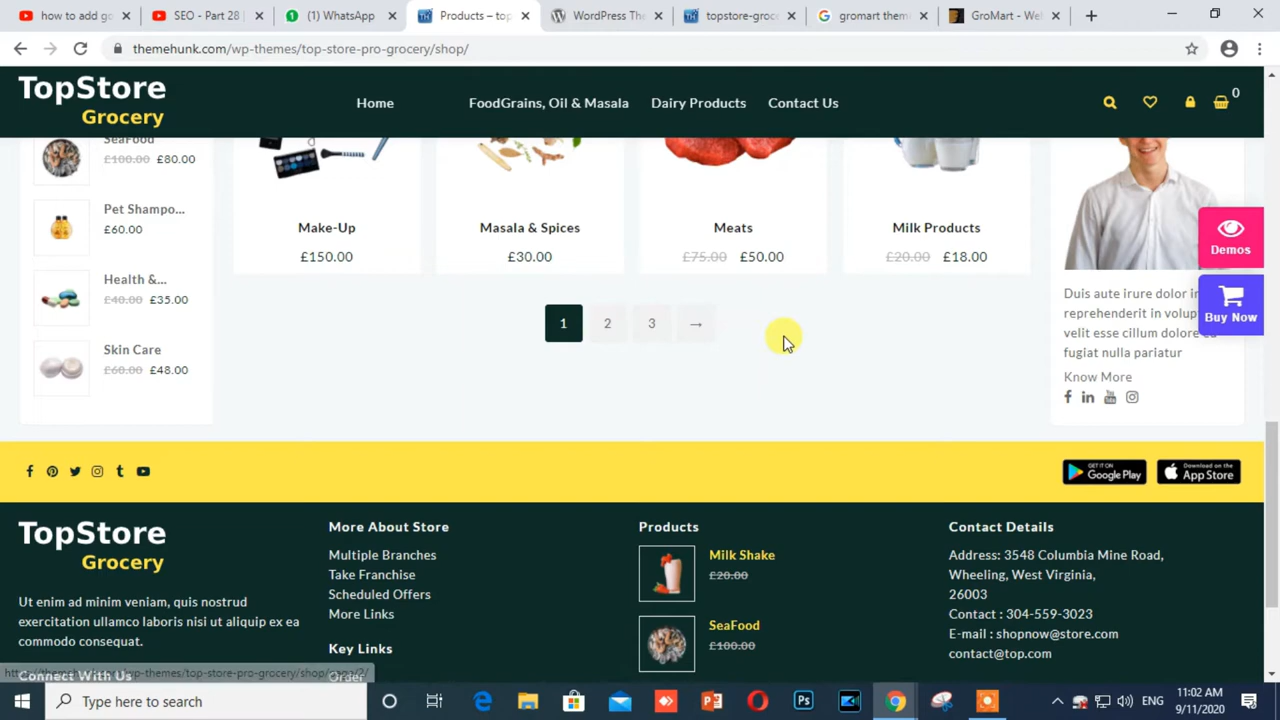 how to add go
SEO - Part 28 |
(1) WhatsApp
Products – top
WordPress The
topstore-groc
gromart them
GroMart - We
themehunk.com/wp-themes/top-store-pro-grocery/shop/
TopStore
Grocery
Home
FoodGrains, Oil & Masala
Dairy Products
Contact Us
0
SeaFood
£100.00 £80.00
Pet Shampo...
£60.00
Health &...
£40.00 £35.00
Skin Care
£60.00 £48.00
Make-Up
£150.00
Masala & Spices
£30.00
Meats
£75.00 £50.00
Milk Products
£20.00 £18.00
1 2 3 →
Duis aute irure dolor in
reprehenderit in volup
velit esse cillum dolore e
fugiat nulla pariatur
Know More
Demos
Buy Now
GET IT ON
Google Play
Download on the
App Store
TopStore
Grocery
Ut enim ad minim veniam, quis nostrud
exercitation ullamco laboris nisi ut aliquip ex ea
commodo consequat.
Connect With Us
More About Store
Multiple Branches
Take Franchise
Scheduled Offers
More Links
Key Links
Order
Products
Milk Shake
£20.00
SeaFood
£100.00
Contact Details
Address: 3548 Columbia Mine Road,
Wheeling, West Virginia,
26003
Contact : 304-559-3023
E-mail : shopnow@store.com
contact@top.com
Type here to search
ENG
11:02 AM
9/11/2020